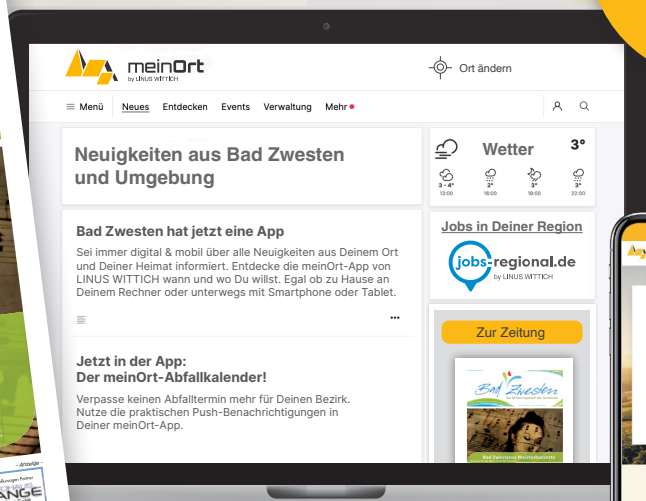 meinOrt
by LINUS WITTICH
Ort ändern
Menü Neues Entdecken Events Verwaltung Mehr
Neuigkeiten aus Bad Zwesten
und Umgebung
Wetter 3°
3 - 4° 2° 3° 3°
13:00 16:00 19:00 22:00
Bad Zwesten hat jetzt eine App
Sei immer digital & mobil über alle Neuigkeiten aus Deinem Ort
und Deiner Heimat informiert. Entdecke die meinOrt-App von
LINUS WITTICH wann und wo Du willst. Egal ob zu Hause an
Deinem Rechner oder unterwegs mit Smartphone oder Tablet.
Jetzt in der App:
Der meinOrt-Abfallkalender!
Verpasse keinen Abfalltermin mehr für Deinen Bezirk.
Nutze die praktischen Push-Benachrichtigungen in
Deiner meinOrt-App.
Jobs in Deiner Region
jobs-regional.de
by LINUS WITTICH
Zur Zeitung
Bad Zwesten
Bad Zwestener Meisterkonzerte
- Anzeige -